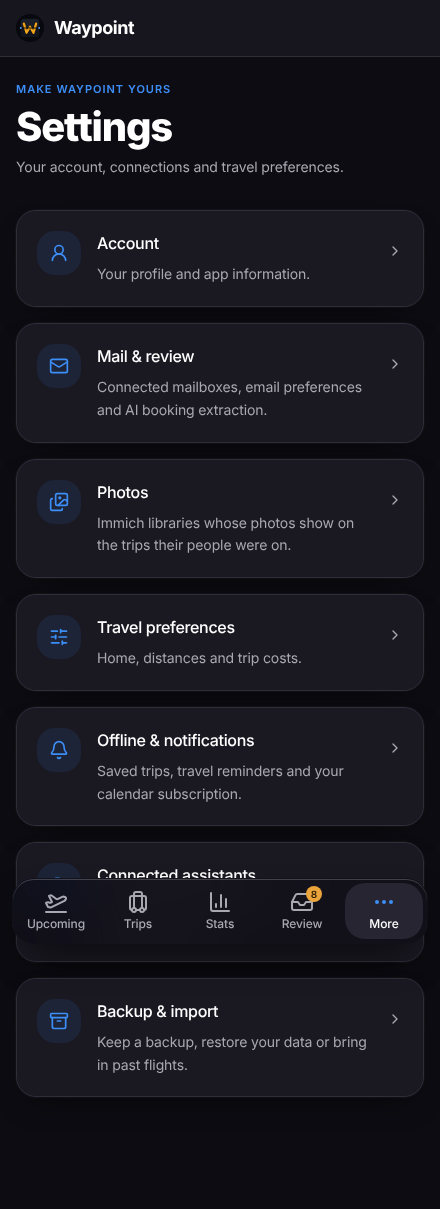 Waypoint
MAKE WAYPOINT YOURS
Settings
Your account, connections and travel preferences.
Account
Your profile and app information.
Mail & review
Connected mailboxes, email preferences
and AI booking extraction.
Photos
Immich libraries whose photos show on
the trips their people were on.
Travel preferences
Home, distances and trip costs.
Offline & notifications
Saved trips, travel reminders and your
calendar subscription.
Connected assistants
8
Upcoming Trips Stats Review More
Backup & import
Keep a backup, restore your data or bring
in past flights.